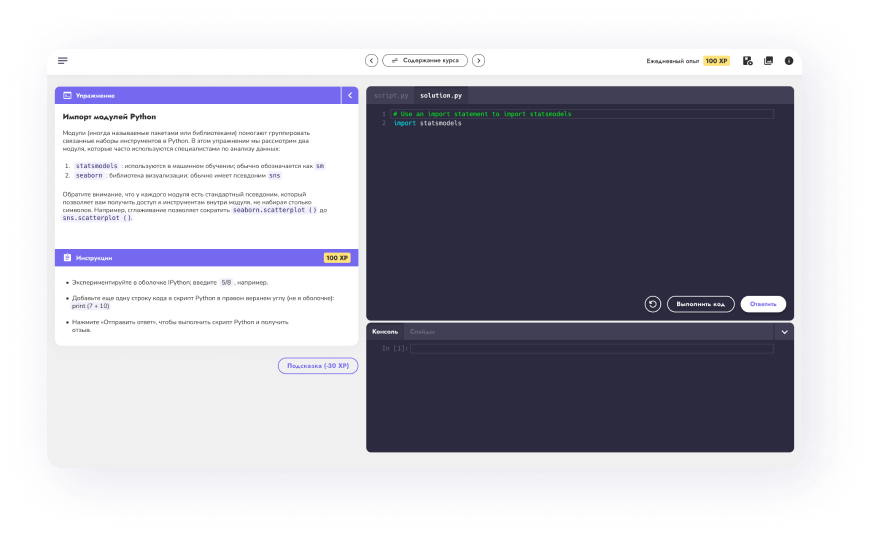 Содержание курса
Ежедневный опыт 100 XP
Упражнение
Импорт модулей Python
Модули (иногда называемые пакетами или библиотеками) помогают группировать
связанные наборы инструментов в Python. В этом упражнении мы рассмотрим два
модуля, которые часто используются специалистами по анализу данных:
1. statsmodels : используются в машинном обучении; обычно обозначается как sm
2. seaborn . библиотека визуализации; обычно имеет псевдоним sns
Обратите внимание, что у каждого модуля есть стандартный псевдоним, который
позволяет вам получить доступ к инструментам внутри модуля, не набирая столько
символов. Например, сглаживание позволяет сократить seaborn.scatterplot () до
sns.scatterplot ().
Инструкции 100 XP
• Экспериментируйте в оболочке IPython; введите 5/8 , например.
• Добавьте еще одну строку кода в скрипт Python в правом верхнем углу (не в оболочке):
print (7 + 10)
• Нажмите «Отправить ответ», чтобы выполнить скрипт Python и получить
отзыв.
Подсказка (-30 XP)
script.py solution.py
1 # Use an import statement to import statsmodels
2 import statsmodels
Выполнить код Ответить
Консоль Слайды
In [1]: